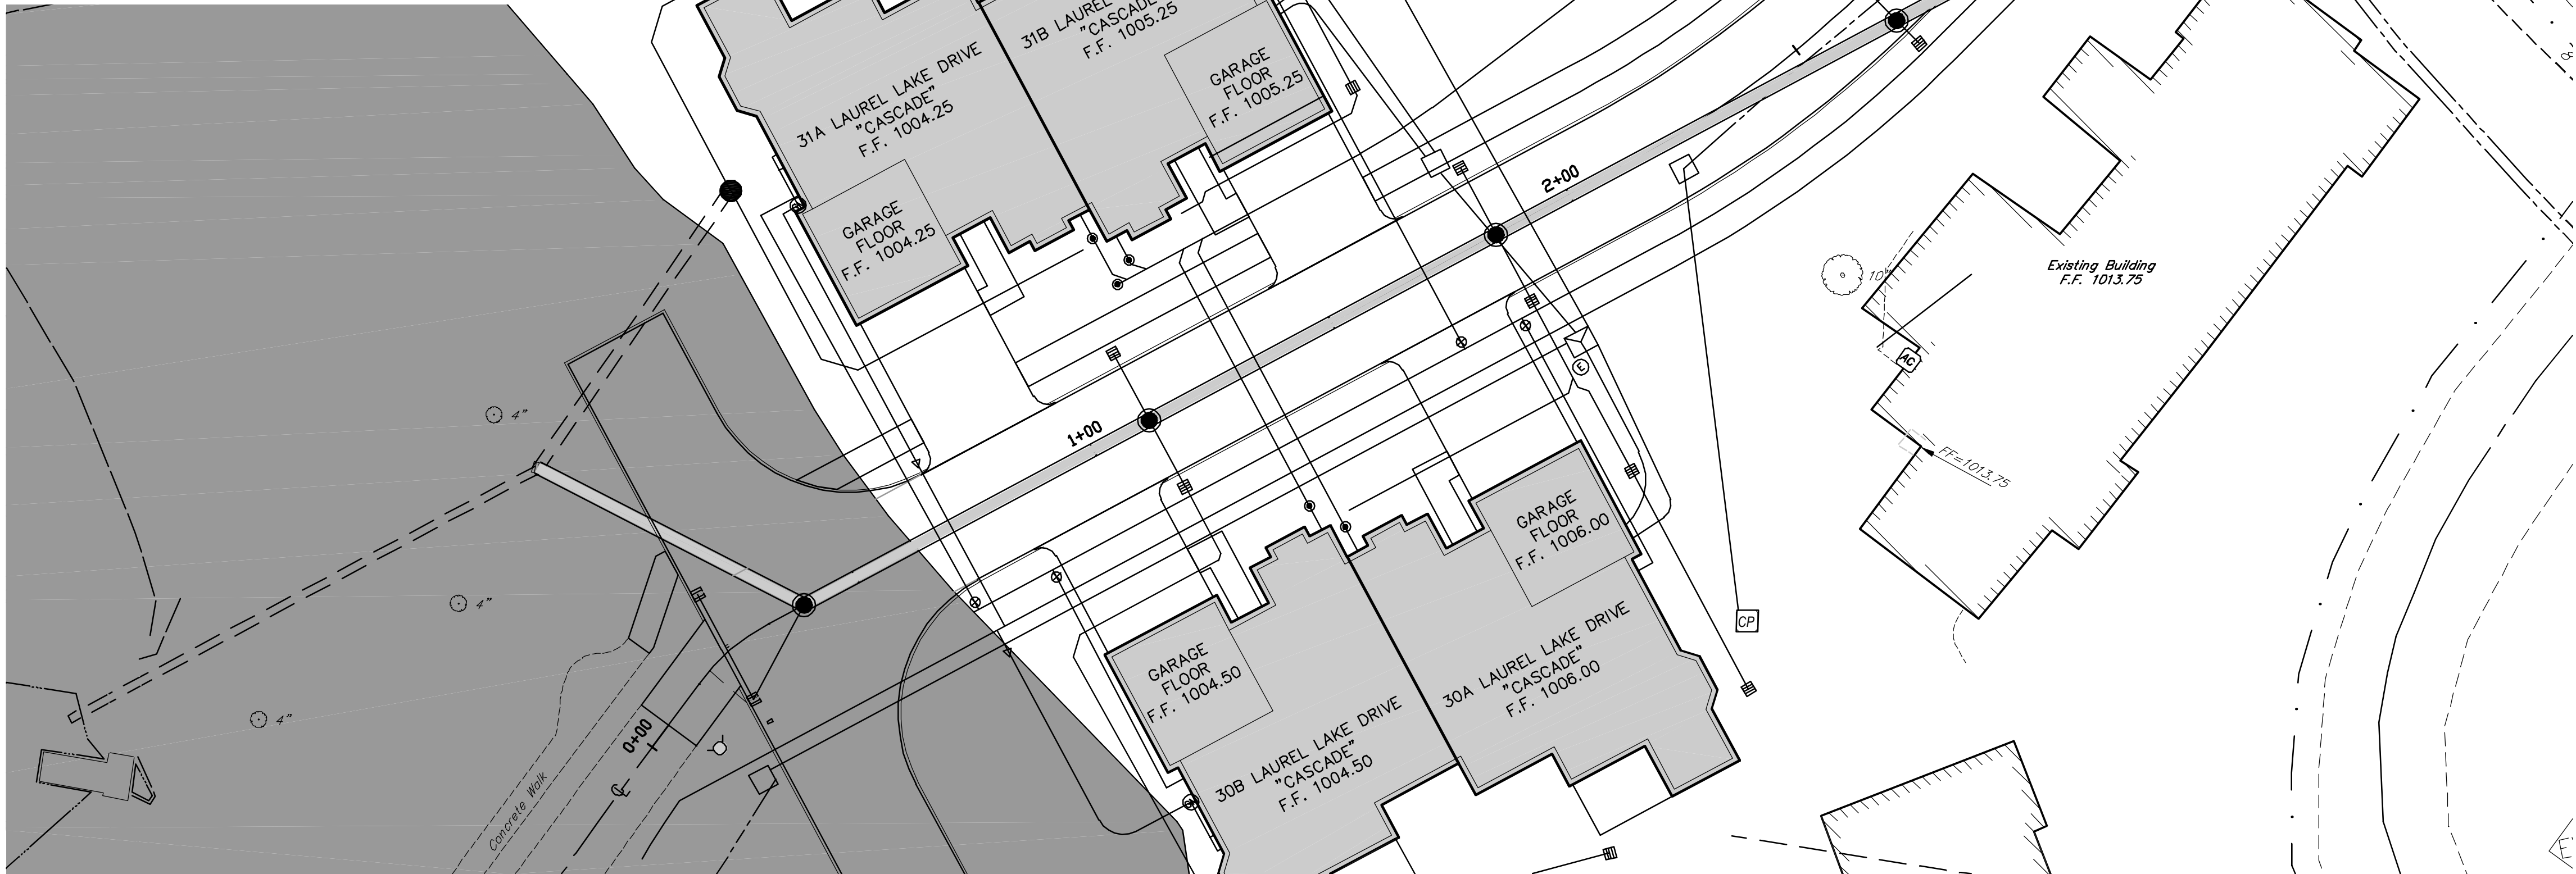 31A LAUREL LAKE DRIVE
"CASCADE"
F.F. 1004.25
GARAGE
FLOOR
F.F. 1004.25
31B LAUREL LAKE
"CASCADE"
F.F. 1005.25
GARAGE
FLOOR
F.F. 1005.25
2+00
1+00
0+00
10"
Existing Building
F.F. 1013.75
AC
FF=1013.75
E
4"
4"
4"
GARAGE
FLOOR
F.F. 1006.00
30A LAUREL LAKE DRIVE
"CASCADE"
F.F. 1006.00
GARAGE
FLOOR
F.F. 1004.50
30B LAUREL LAKE DRIVE
"CASCADE"
F.F. 1004.50
CP
Concrete Walk
E
8